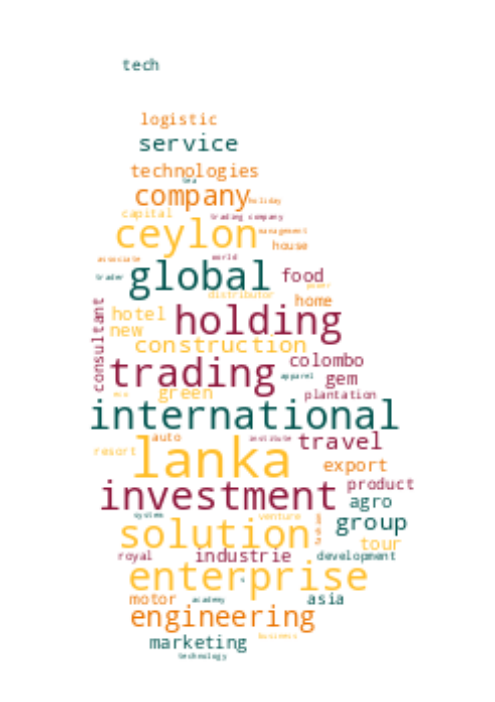 tech
logistic
service
technologies
tea
company holiday
capital trading company
ceylon management
house
associate world
trader global food
power
distributor
home
consultant
hotel holding
new
construction
colombo
trading apparel gem
green plantation
international
auto institute travel
resort lanka
export
investment product
agro
system venture group
solution fashion
tour
royal industrie development
enterprise
motor academy asia
engineering
business
marketing
technology